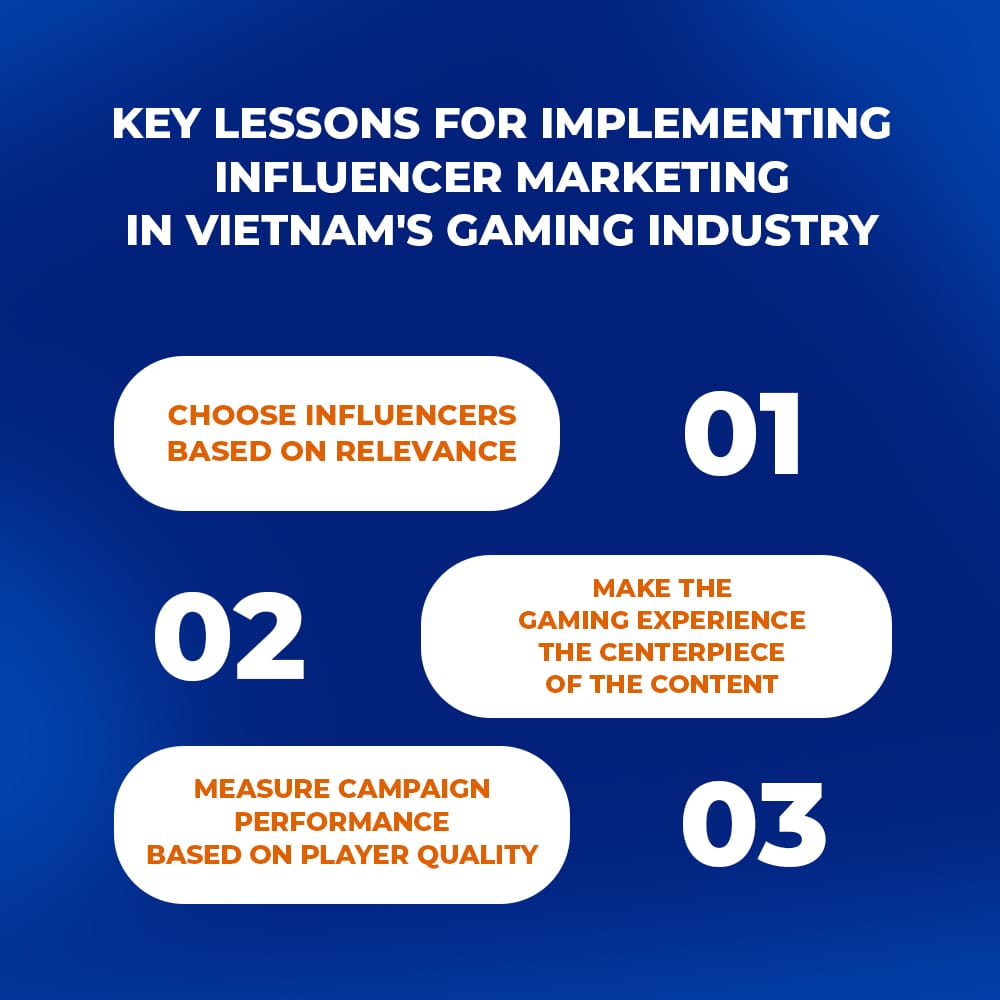 KEY LESSONS FOR IMPLEMENTING
INFLUENCER MARKETING
IN VIETNAM'S GAMING INDUSTRY
CHOOSE INFLUENCERS
BASED ON RELEVANCE
01
02
MAKE THE
GAMING EXPERIENCE
THE CENTERPIECE
OF THE CONTENT
MEASURE CAMPAIGN
PERFORMANCE
BASED ON PLAYER QUALITY
03